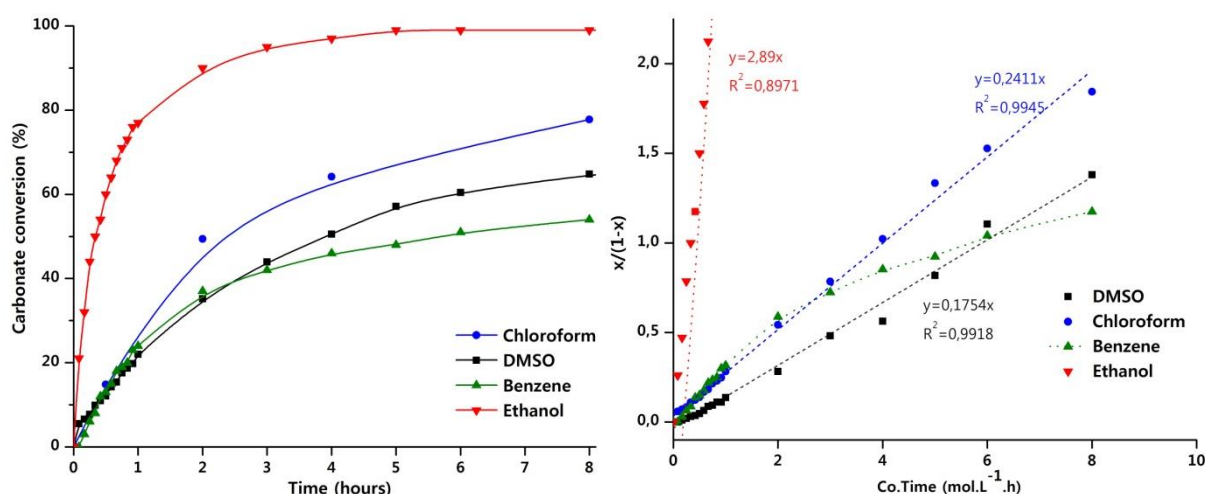 100
80
60
40
20
0
Carbonate conversion (%)
0
1
2
3
4
5
6
8
Time (hours)
Chloroform
DMSO
Benzene
Ethanol
2,0
1,5
1,0
0,5
0,0
x/(1-x)
0
2
4
6
8
10
Co.Time (mol.L⁻¹.h)
y=2,89x
R²=0,8971
y=0,2411x
R²=0,9945
y=0,1754x
R²=0,9918
DMSO
Chloroform
Benzene
Ethanol